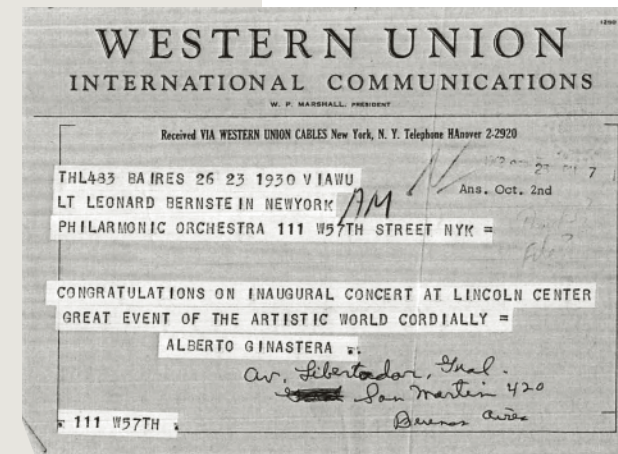 WESTERN UNION
INTERNATIONAL COMMUNICATIONS
W. P. MARSHALL, PRESIDENT
Received VIA WESTERN UNION CABLES New York, N. Y. Telephone HAnover 2-2920
THL483 BAIRES 26 23 1930 VIAWU
Ans. Oct. 2nd
LT LEONARD BERNSTEIN NEWYORK
AM
PHILARMONIC ORCHESTRA 111 W57TH STREET NYK =
CONGRATULATIONS ON INAUGURAL CONCERT AT LINCOLN CENTER
GREAT EVENT OF THE ARTISTIC WORLD CORDIALLY =
ALBERTO GINASTERA
Av. Libertador, Gral.
San Martin 420
Buenos Aires
111 W57TH